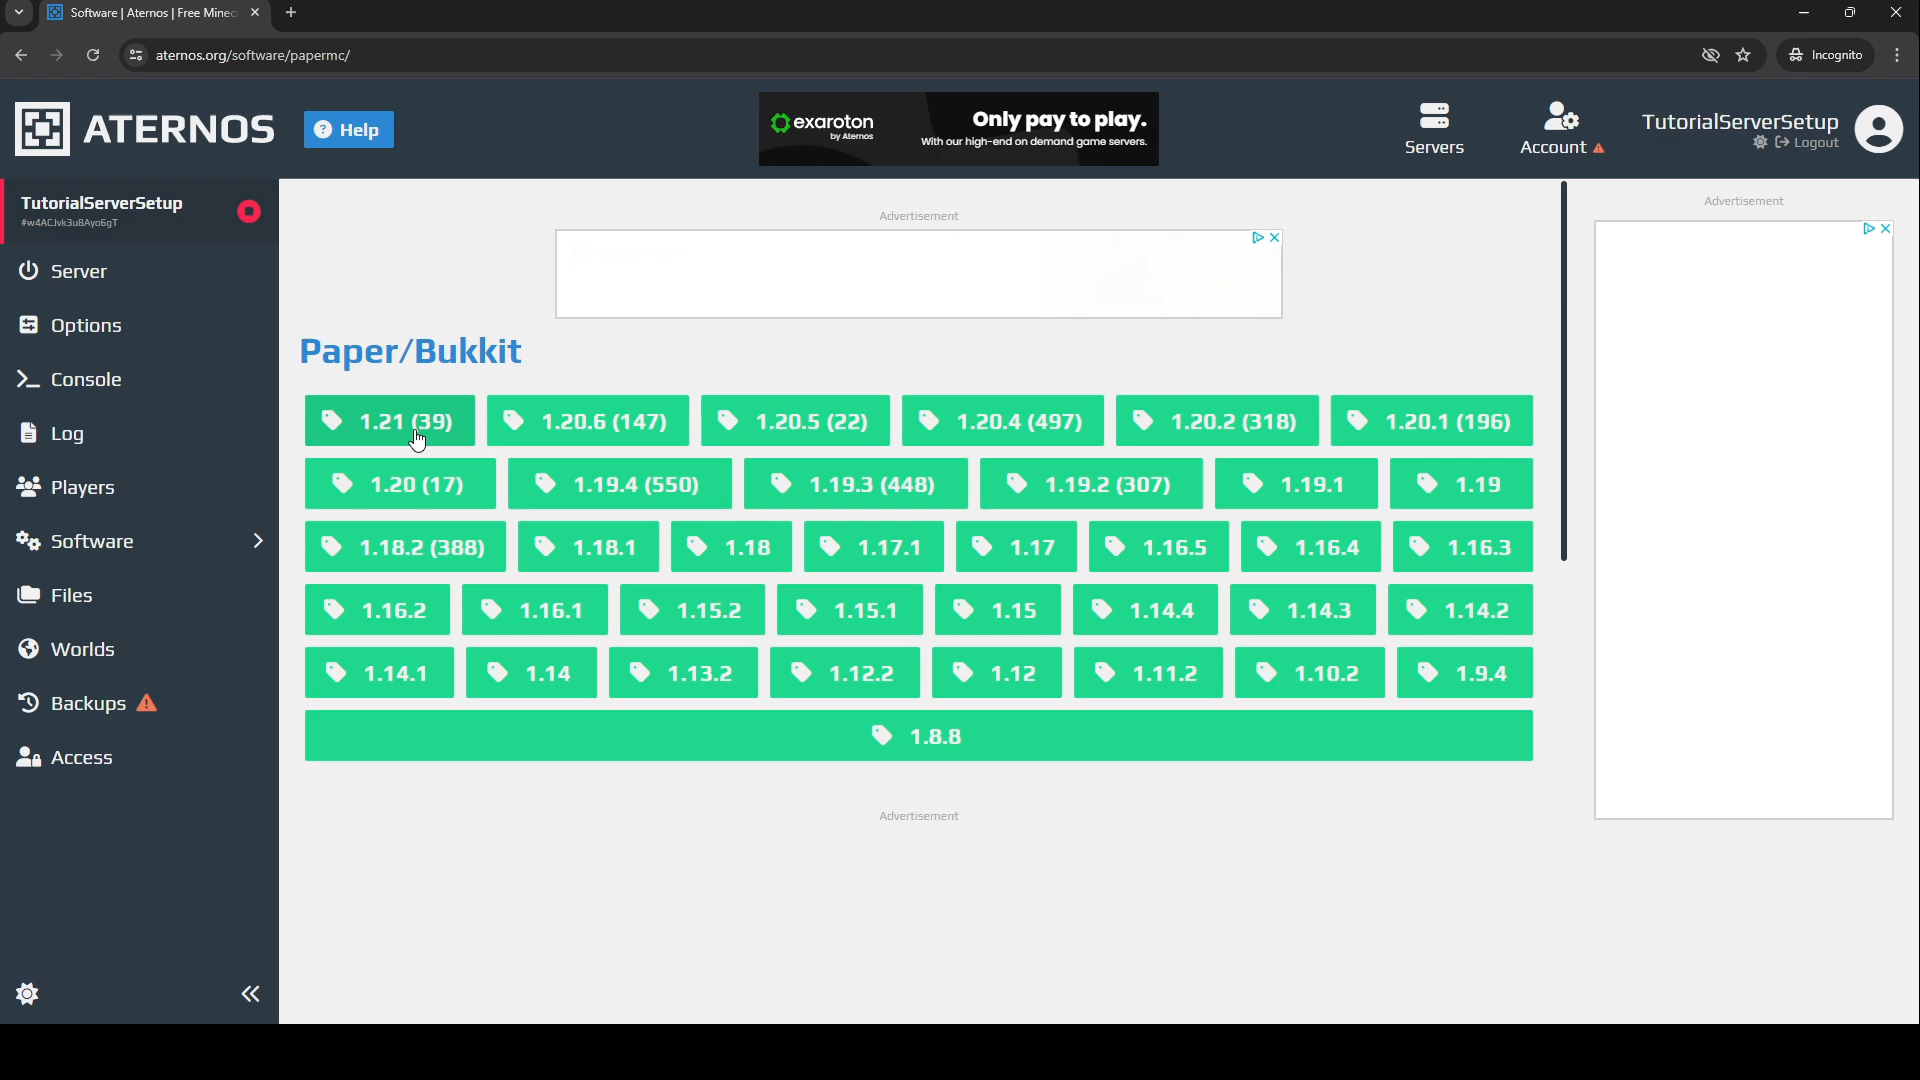 Software | Aternos | Free Minec
aternos.org/software/papermc/
Incognito
ATERNOS
Help
exaroton
by Aternos
Only pay to play.
With our high-end on demand game servers.
Servers
Account
TutorialServerSetup
Logout
TutorialServerSetup
#w4ACJvk3u8Ayo6gT
Server
Options
Console
Log
Players
Software
Files
Worlds
Backups
Access
Advertisement
Advertisement
Paper/Bukkit
1.21 (39) 1.20.6 (147) 1.20.5 (22) 1.20.4 (497) 1.20.2 (318) 1.20.1 (196)
1.20 (17) 1.19.4 (550) 1.19.3 (448) 1.19.2 (307) 1.19.1 1.19
1.18.2 (388) 1.18.1 1.18 1.17.1 1.17 1.16.5 1.16.4 1.16.3
1.16.2 1.16.1 1.15.2 1.15.1 1.15 1.14.4 1.14.3 1.14.2
1.14.1 1.14 1.13.2 1.12.2 1.12 1.11.2 1.10.2 1.9.4
1.8.8
Advertisement